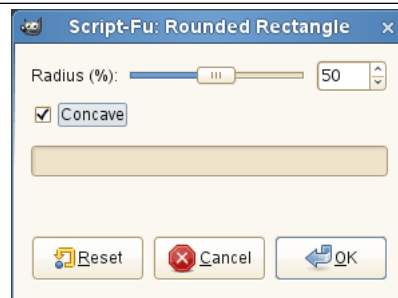 Script-Fu: Rounded Rectangle
Radius (%): 50
Concave
Reset Cancel OK